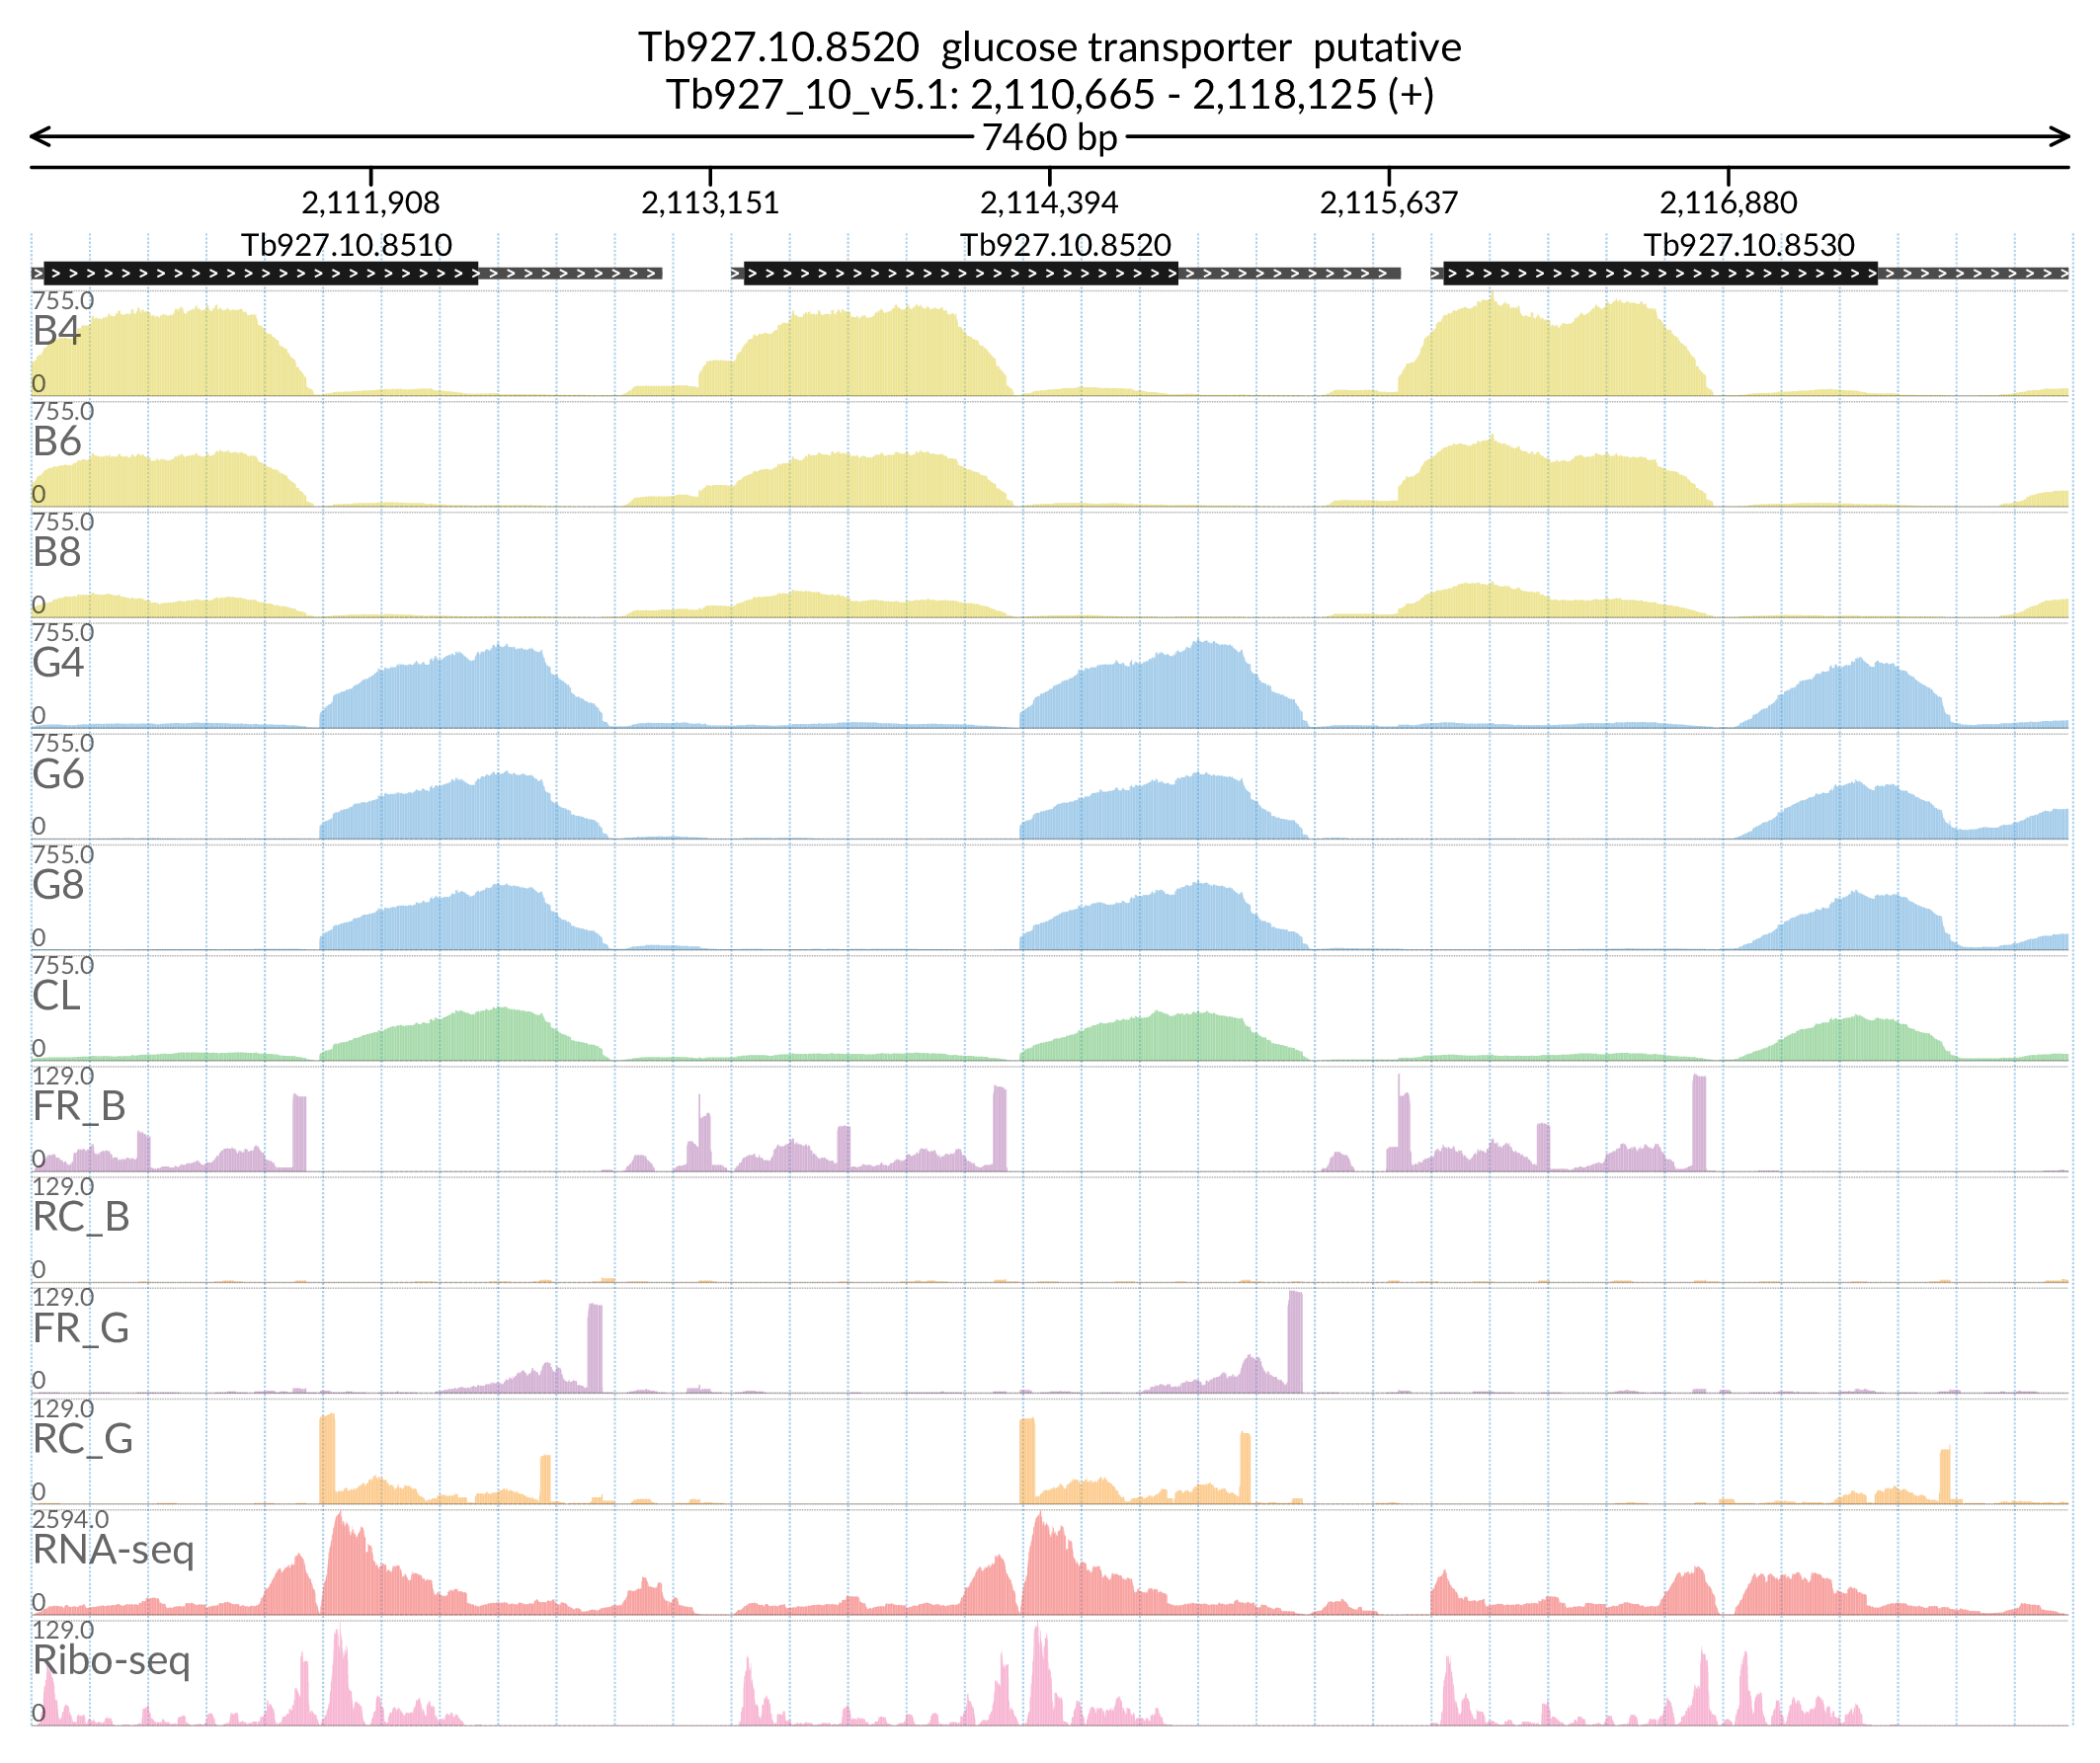 Tb927.10.8520  glucose transporter  putative
Tb927_10_v5.1: 2,110,665 - 2,118,125 (+)
7460 bp
2,111,908 2,113,151 2,114,394 2,115,637 2,116,880
Tb927.10.8510 Tb927.10.8520 Tb927.10.8530
755.0
B4
0
755.0
B6
0
755.0
B8
0
755.0
G4
0
755.0
G6
0
755.0
G8
0
755.0
CL
0
129.0
FR_B
0
129.0
RC_B
0
129.0
FR_G
0
129.0
RC_G
0
2594.0
RNA-seq
0
129.0
Ribo-seq
0